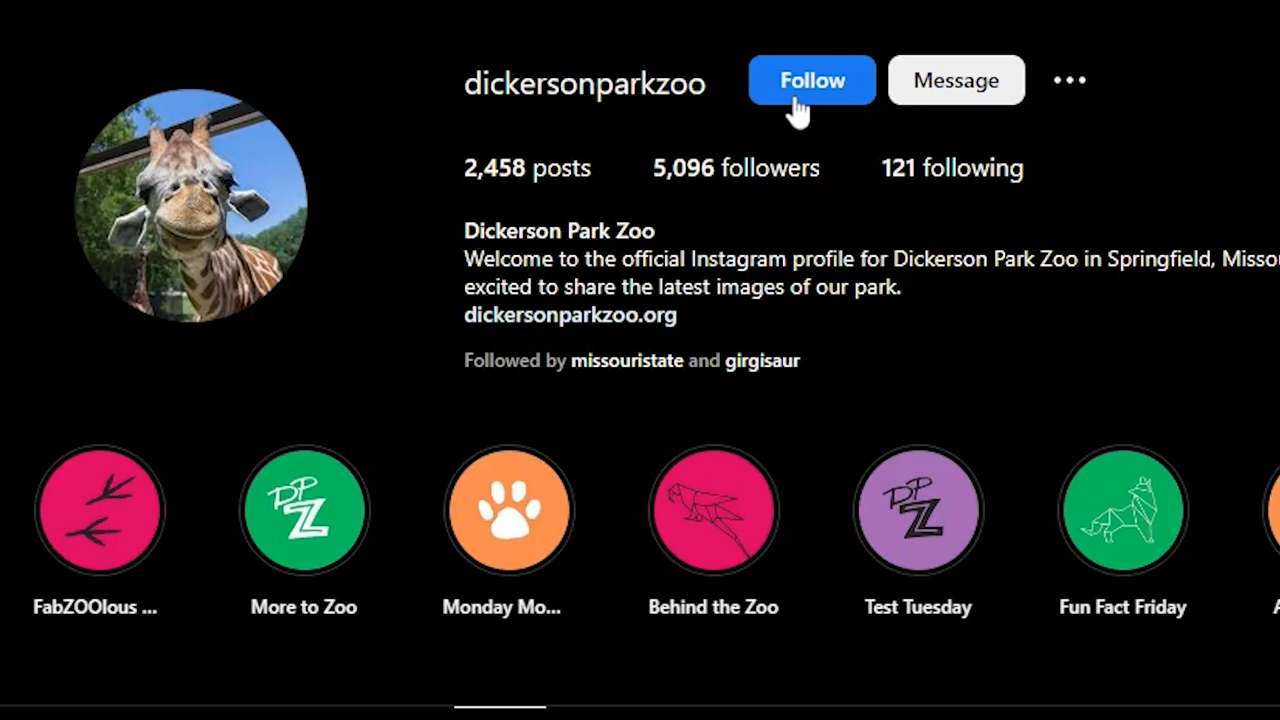 dickersonparkzoo Follow Message
2,458 posts 5,096 followers 121 following
Dickerson Park Zoo
Welcome to the official Instagram profile for Dickerson Park Zoo in Springfield, Misso
excited to share the latest images of our park.
dickersonparkzoo.org
Followed by missouristate and girgisaur
DP Z DP Z
FabZOOlous ... More to Zoo Monday Mo... Behind the Zoo Test Tuesday Fun Fact Friday A